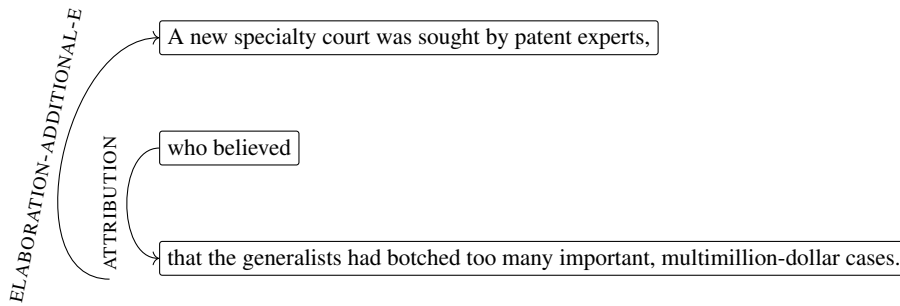 ELABORATION-ADDITIONAL-E
A new specialty court was sought by patent experts,
ATTRIBUTION
who believed
that the generalists had botched too many important, multimillion-dollar cases.